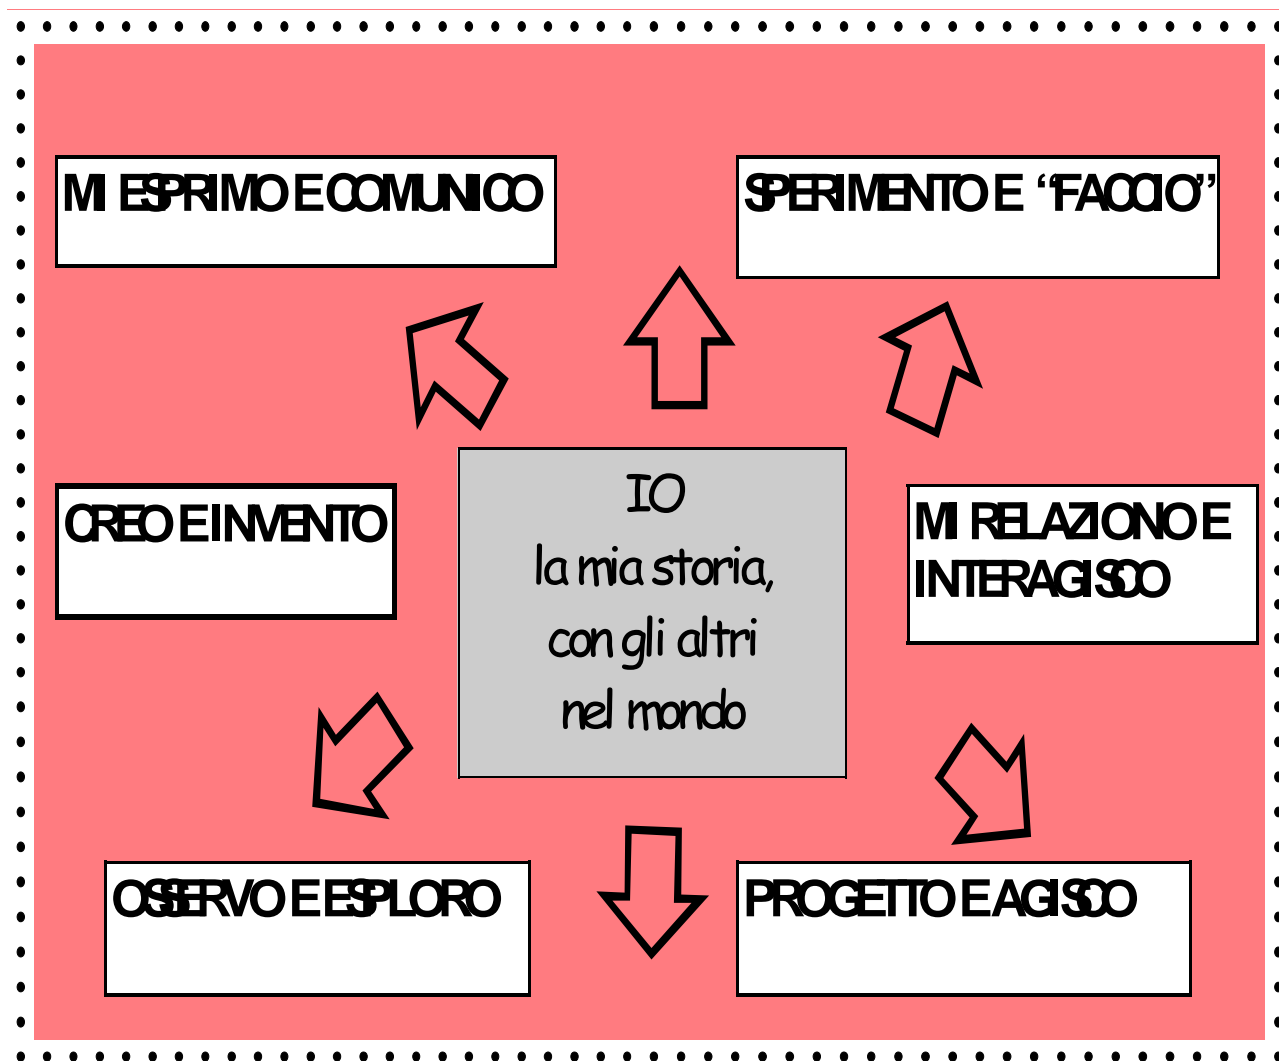 MI ESPRIMO E COMUNICO
SPERIMENTO E “FACCIO”
CREO E INVENTO
IO
la mia storia,
con gli altri
nel mondo
MI RELAZIONO E
INTERAGISCO
OSSERVO E ESPLORO
PROGETTO E AGISCO